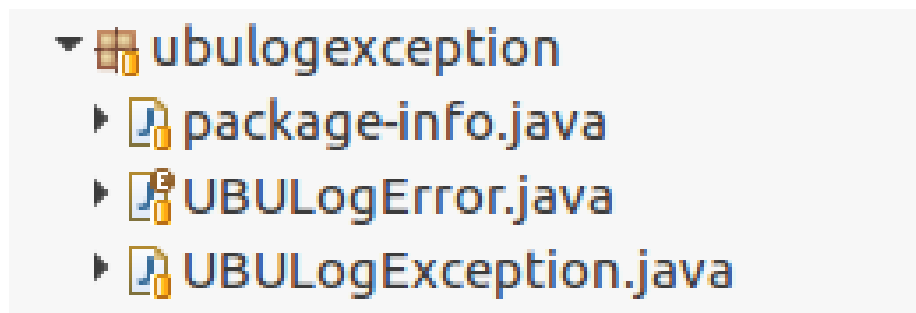 ubulogexception
package-info.java
UBULogError.java
UBULogException.java